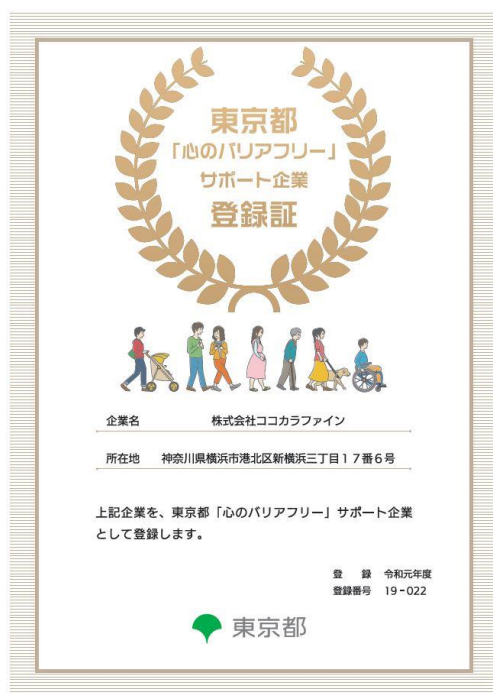 東京都
「心のバリアフリー」
サポート企業
登録証
企業名 株式会社ココカラファイン
所在地 神奈川県横浜市港北区新横浜三丁目17番6号
上記企業を、東京都「心のバリアフリー」サポート企業
として登録します。
登 録 令和元年度
登録番号 19-022
東京都